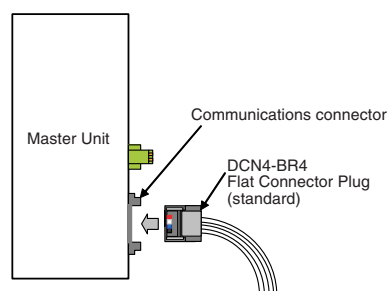 Communications connector
Master Unit
DCN4-BR4
Flat Connector Plug
(standard)